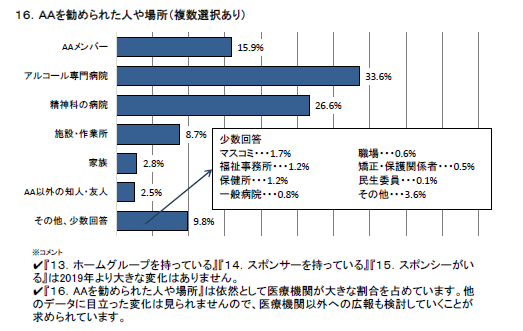 16. AAを勧められた人や場所(複数選択あり)
AAメンバー 15.9%
アルコール専門病院 33.6%
精神科の病院 26.6%
施設・作業所 8.7%
家族 2.8%
AA以外の知人・友人 2.5%
その他、少数回答 9.8%
少数回答
マスコミ・・・1.7% 職場・・・0.6%
福祉事務所・・・1.2% 矯正・保護関係者・・・0.5%
保健所・・・1.2% 民生委員・・・0.1%
一般病院・・・0.8% その他・・・3.6%
※コメント
✔『13. ホームグループを持っている』『14. スポンサーを持っている』『15. スポンシーがい
る』は2019年より大きな変化はありません。
✔『16. AAを勧められた人や場所』は依然として医療機関が大きな割合を占めています。他
のデータに目立った変化は見られませんので、医療機関以外への広報も検討していくことが
求められています。